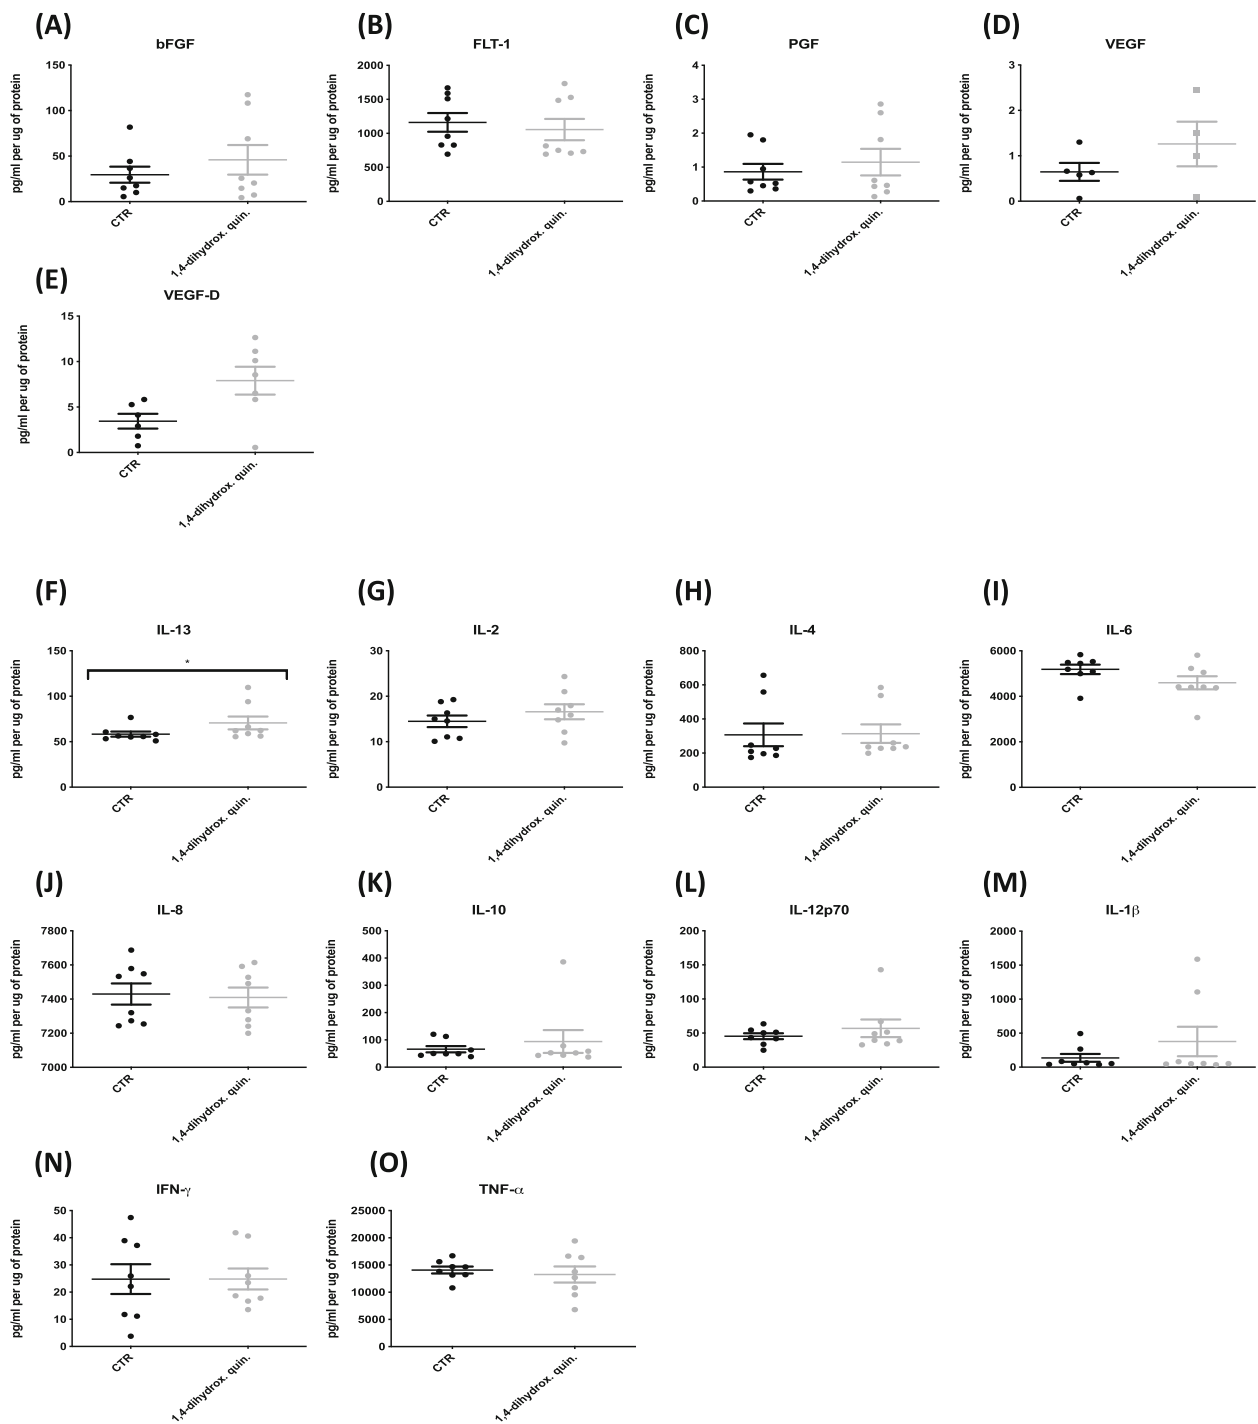 (A) (B) (C) (D)
bFGF FLT-1 PGF VEGF
pg/ml per ug of protein pg/ml per ug of protein pg/ml per ug of protein pg/ml per ug of protein
150 2000 4 3
100 1500 3 2
50 1000 2 1
0 500 1 0
0 0
CTR 1,4-dihydrox. quin. CTR 1,4-dihydrox. quin. CTR 1,4-dihydrox. quin. CTR 1,4-dihydrox. quin.
(E)
VEGF-D
pg/ml per ug of protein
15
10
5
0
CTR 1,4-dihydrox. quin.
(F) (G) (H) (I)
IL-13 IL-2 IL-4 IL-6
pg/ml per ug of protein pg/ml per ug of protein pg/ml per ug of protein pg/ml per ug of protein
*
150 30 800 6000
100 20 600 4000
50 10 400 2000
0 0 200 0
0
CTR 1,4-dihydrox. quin. CTR 1,4-dihydrox. quin. CTR 1,4-dihydrox. quin. CTR 1,4-dihydrox. quin.
(J) (K) (L) (M)
IL-8 IL-10 IL-12p70 IL-1β
pg/ml per ug of protein pg/ml per ug of protein pg/ml per ug of protein pg/ml per ug of protein
7800 500 200 2000
7600 400 150 1500
7400 300 100 1000
7200 200 50 500
7000 100 0 0
0
CTR 1,4-dihydrox. quin. CTR 1,4-dihydrox. quin. CTR 1,4-dihydrox. quin. CTR 1,4-dihydrox. quin.
(N) (O)
IFN-γ TNF-α
pg/ml per ug of protein pg/ml per ug of protein
50 25000
40 20000
30 15000
20 10000
10 5000
0 0
CTR 1,4-dihydrox. quin. CTR 1,4-dihydrox. quin.